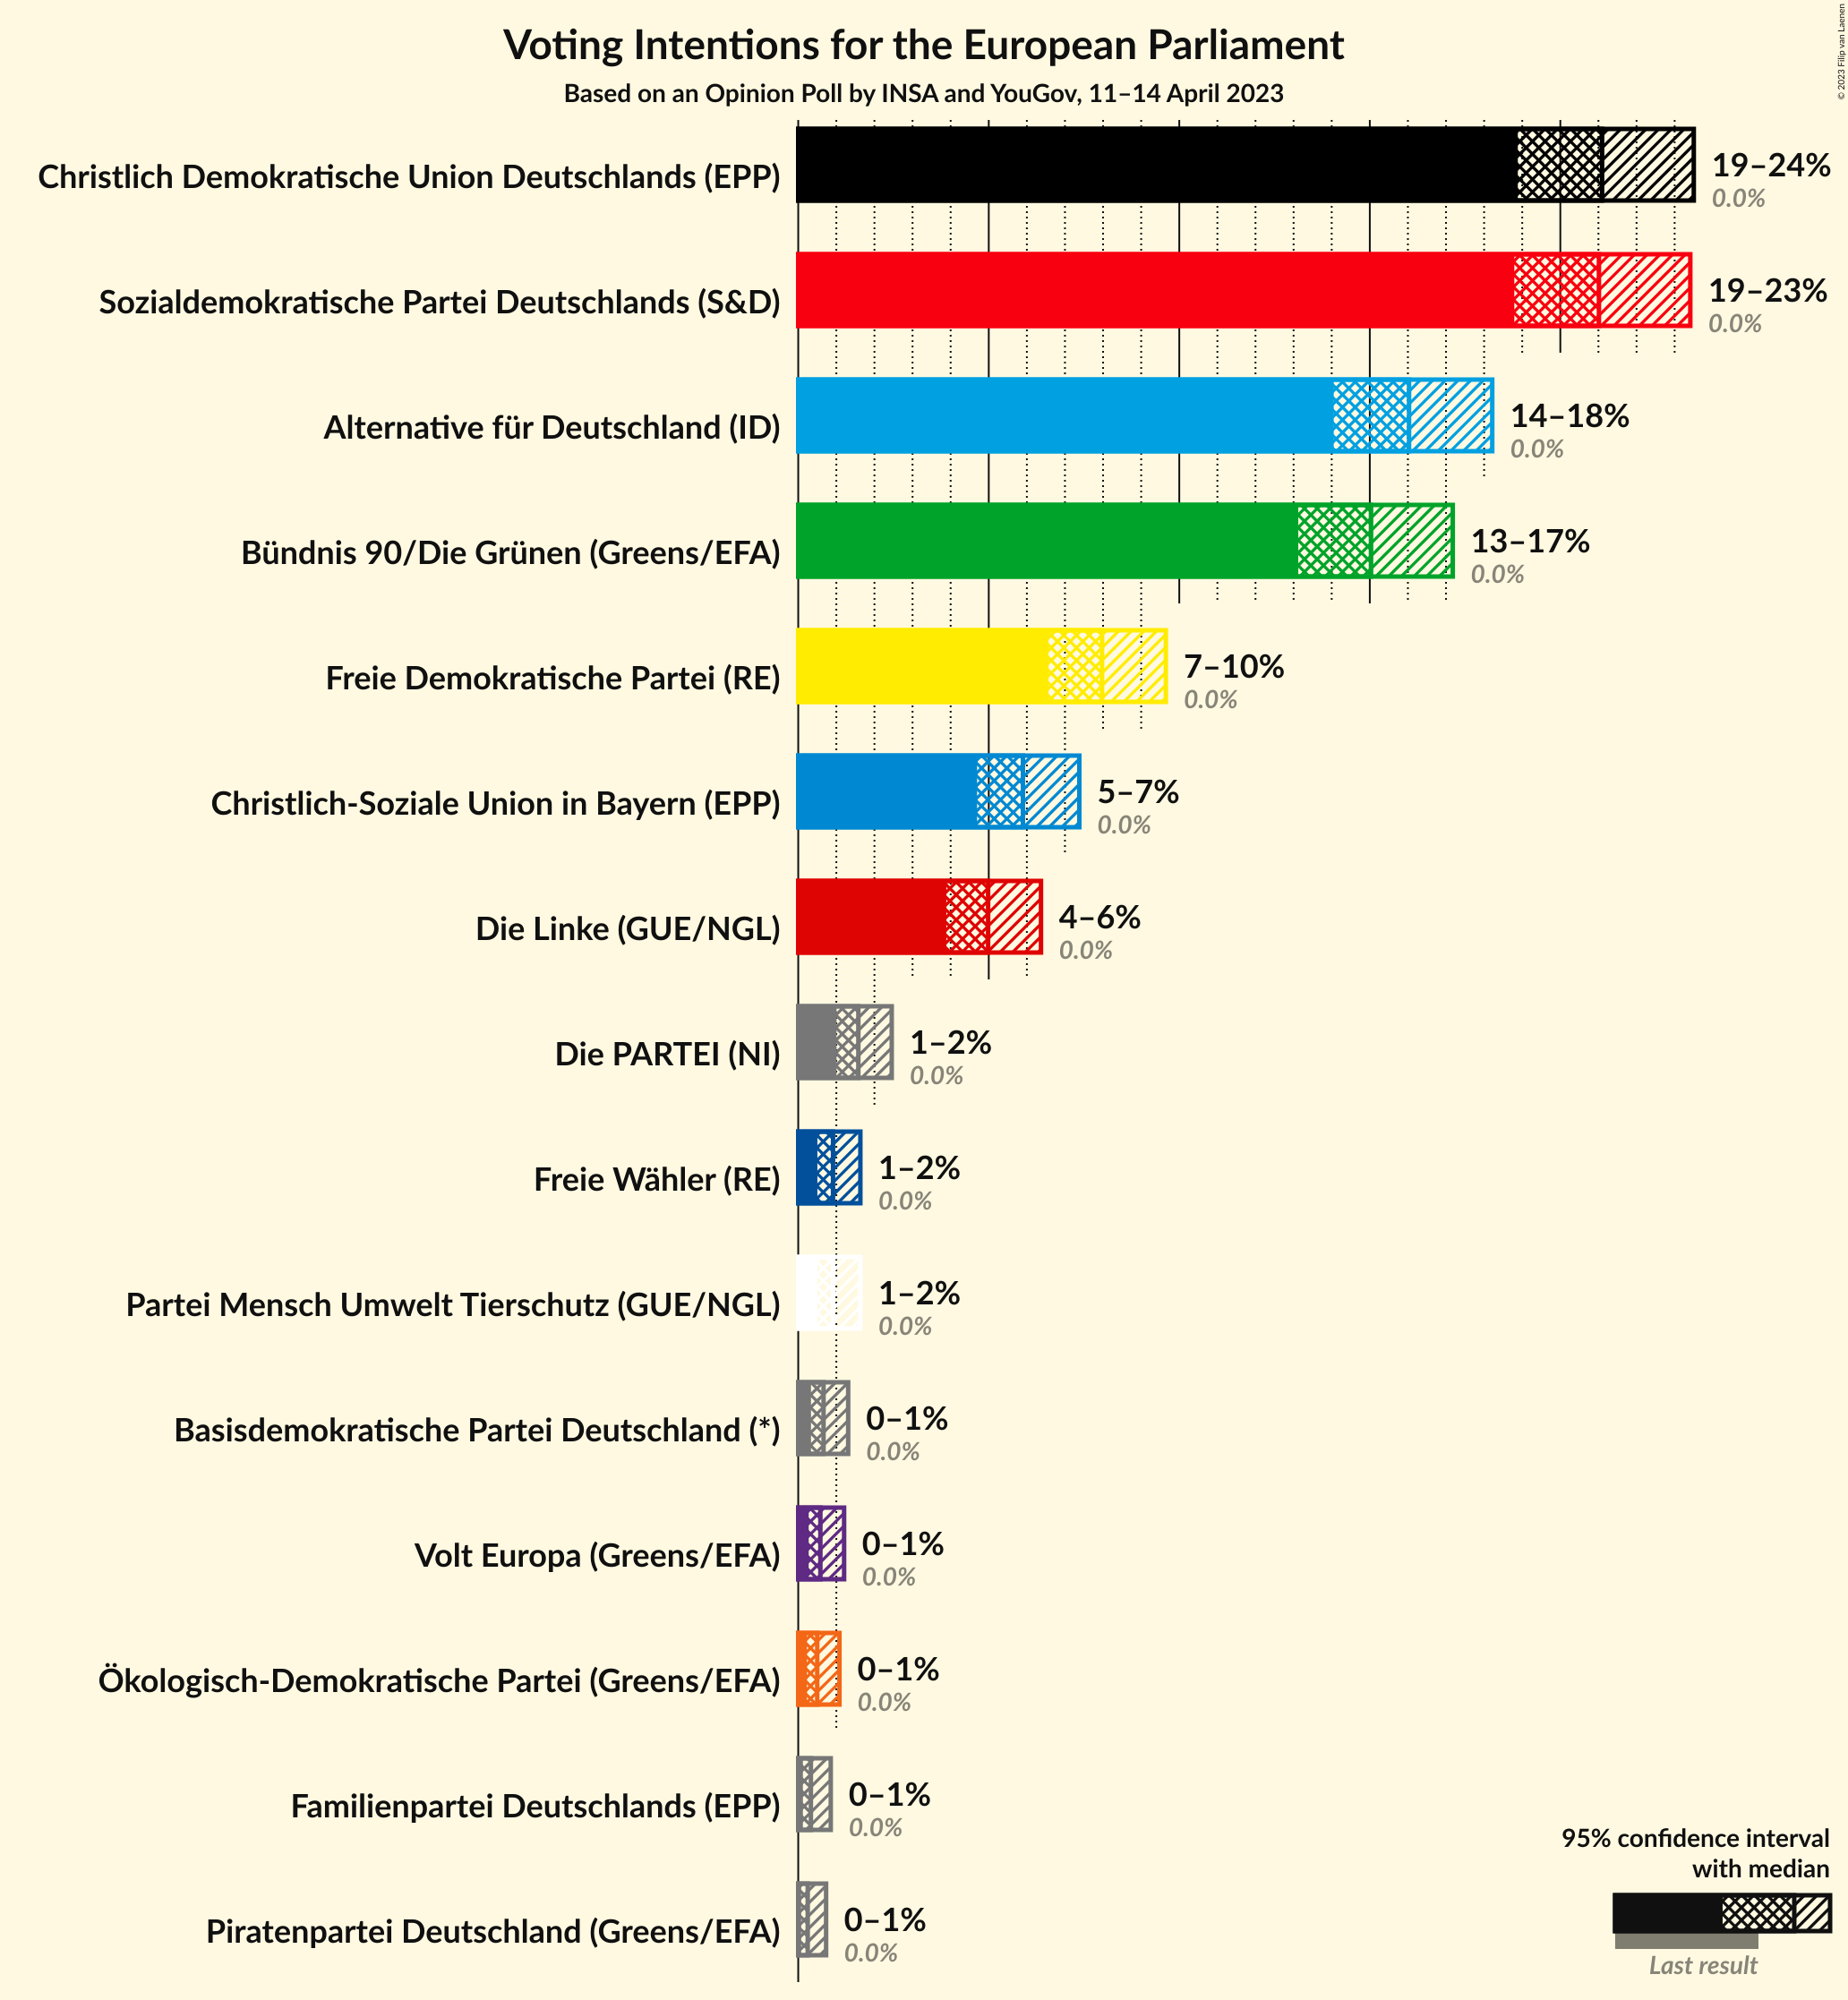 Voting Intentions for the European Parliament
Based on an Opinion Poll by INSA and YouGov, 11–14 April 2023
© 2023 Filip van Laenen
Christlich Demokratische Union Deutschlands (EPP)
19–24%
0.0%
Sozialdemokratische Partei Deutschlands (S&D)
19–23%
0.0%
Alternative für Deutschland (ID)
14–18%
0.0%
Bündnis 90/Die Grünen (Greens/EFA)
13–17%
0.0%
Freie Demokratische Partei (RE)
7–10%
0.0%
Christlich-Soziale Union in Bayern (EPP)
5–7%
0.0%
Die Linke (GUE/NGL)
4–6%
0.0%
Die PARTEI (NI)
1–2%
0.0%
Freie Wähler (RE)
1–2%
0.0%
Partei Mensch Umwelt Tierschutz (GUE/NGL)
1–2%
0.0%
Basisdemokratische Partei Deutschland (*)
0–1%
0.0%
Volt Europa (Greens/EFA)
0–1%
0.0%
Ökologisch-Demokratische Partei (Greens/EFA)
0–1%
0.0%
Familienpartei Deutschlands (EPP)
0–1%
0.0%
Piratenpartei Deutschland (Greens/EFA)
0–1%
0.0%
95% confidence interval
with median
Last result